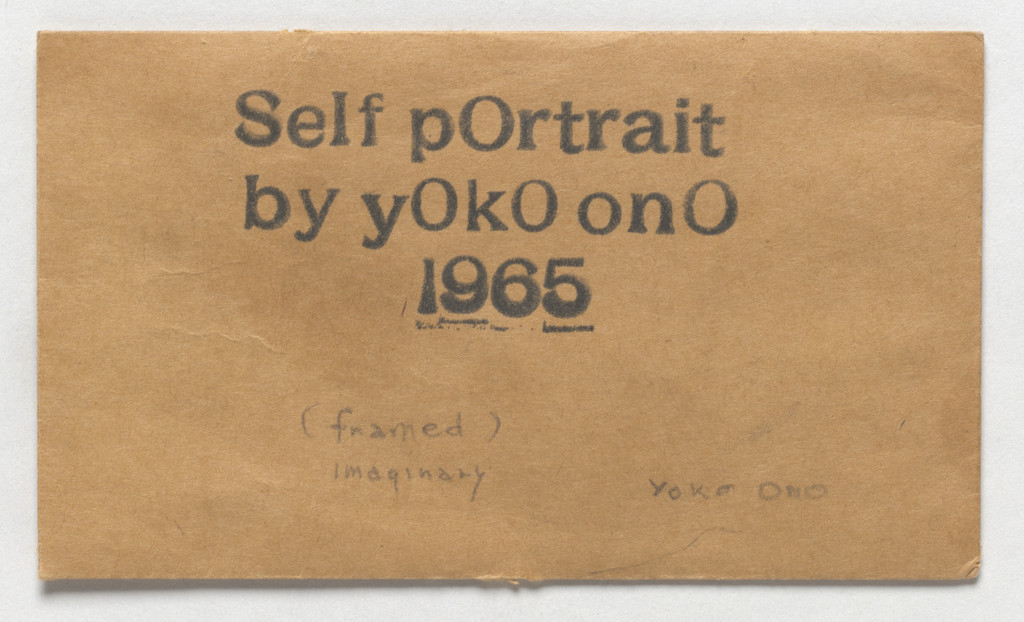 Self pOrtrait
by yOkO onO
1965
( framed )
imaginary
Yoko Ono